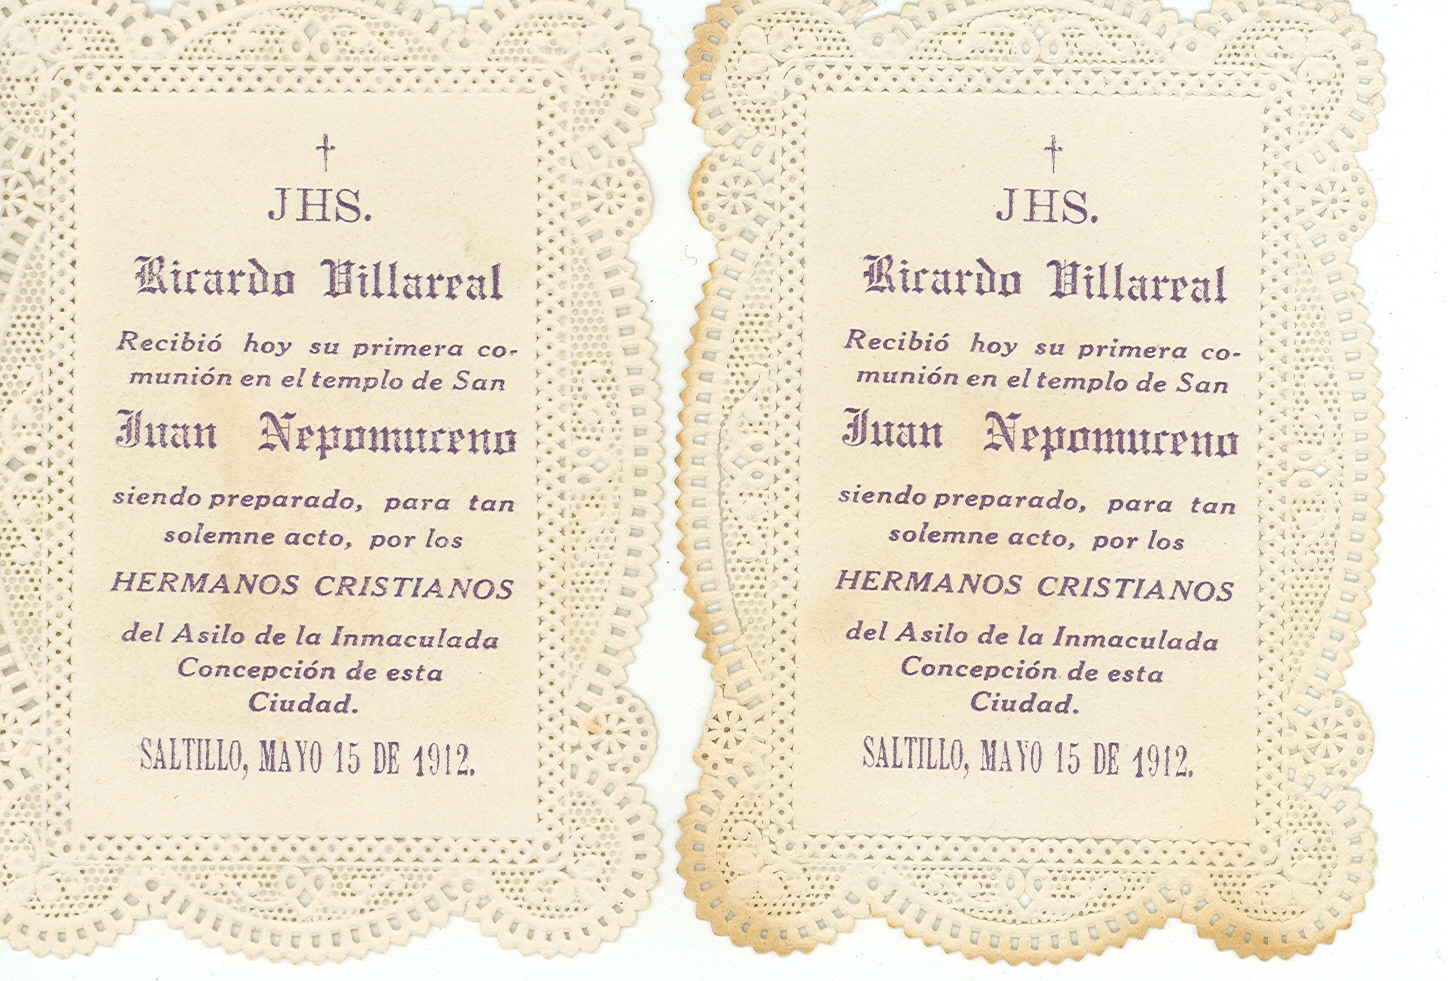 JHS.
Ricardo Villareal
Recibió hoy su primera co-
munión en el templo de San
Juan Nepomuceno
siendo preparado, para tan
solemne acto, por los
HERMANOS CRISTIANOS
del Asilo de la Inmaculada
Concepción de esta
Ciudad.
SALTILLO, MAYO 15 DE 1912.
JHS.
Ricardo Villareal
Recibió hoy su primera co-
munión en el templo de San
Juan Nepomuceno
siendo preparado, para tan
solemne acto, por los
HERMANOS CRISTIANOS
del Asilo de la Inmaculada
Concepción de esta
Ciudad.
SALTILLO, MAYO 15 DE 1912.